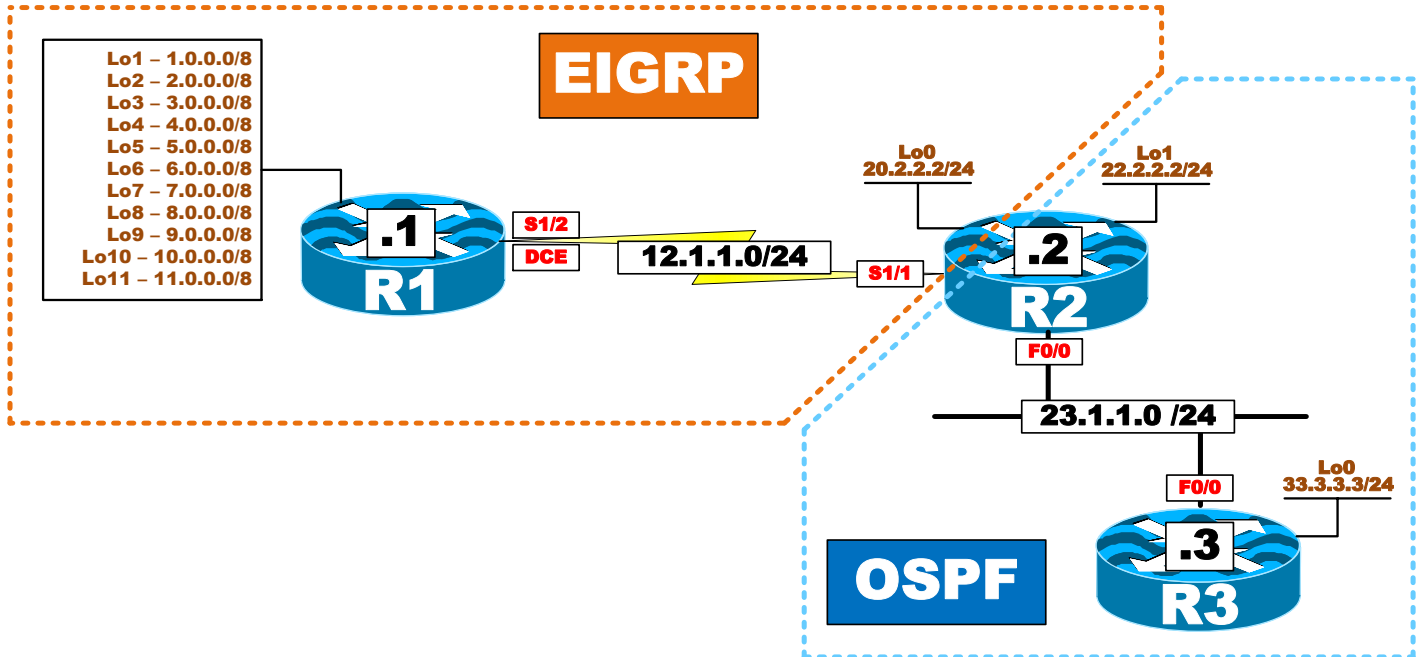 EIGRP
Lo1 – 1.0.0.0/8
Lo2 – 2.0.0.0/8
Lo3 – 3.0.0.0/8
Lo4 – 4.0.0.0/8
Lo5 – 5.0.0.0/8
Lo6 – 6.0.0.0/8
Lo7 – 7.0.0.0/8
Lo8 – 8.0.0.0/8
Lo9 – 9.0.0.0/8
Lo10 – 10.0.0.0/8
Lo11 – 11.0.0.0/8
.1
R1
S1/2
DCE
12.1.1.0/24
S1/1
Lo0
20.2.2.2/24
Lo1
22.2.2.2/24
.2
R2
F0/0
23.1.1.0 /24
F0/0
Lo0
33.3.3.3/24
.3
R3
OSPF